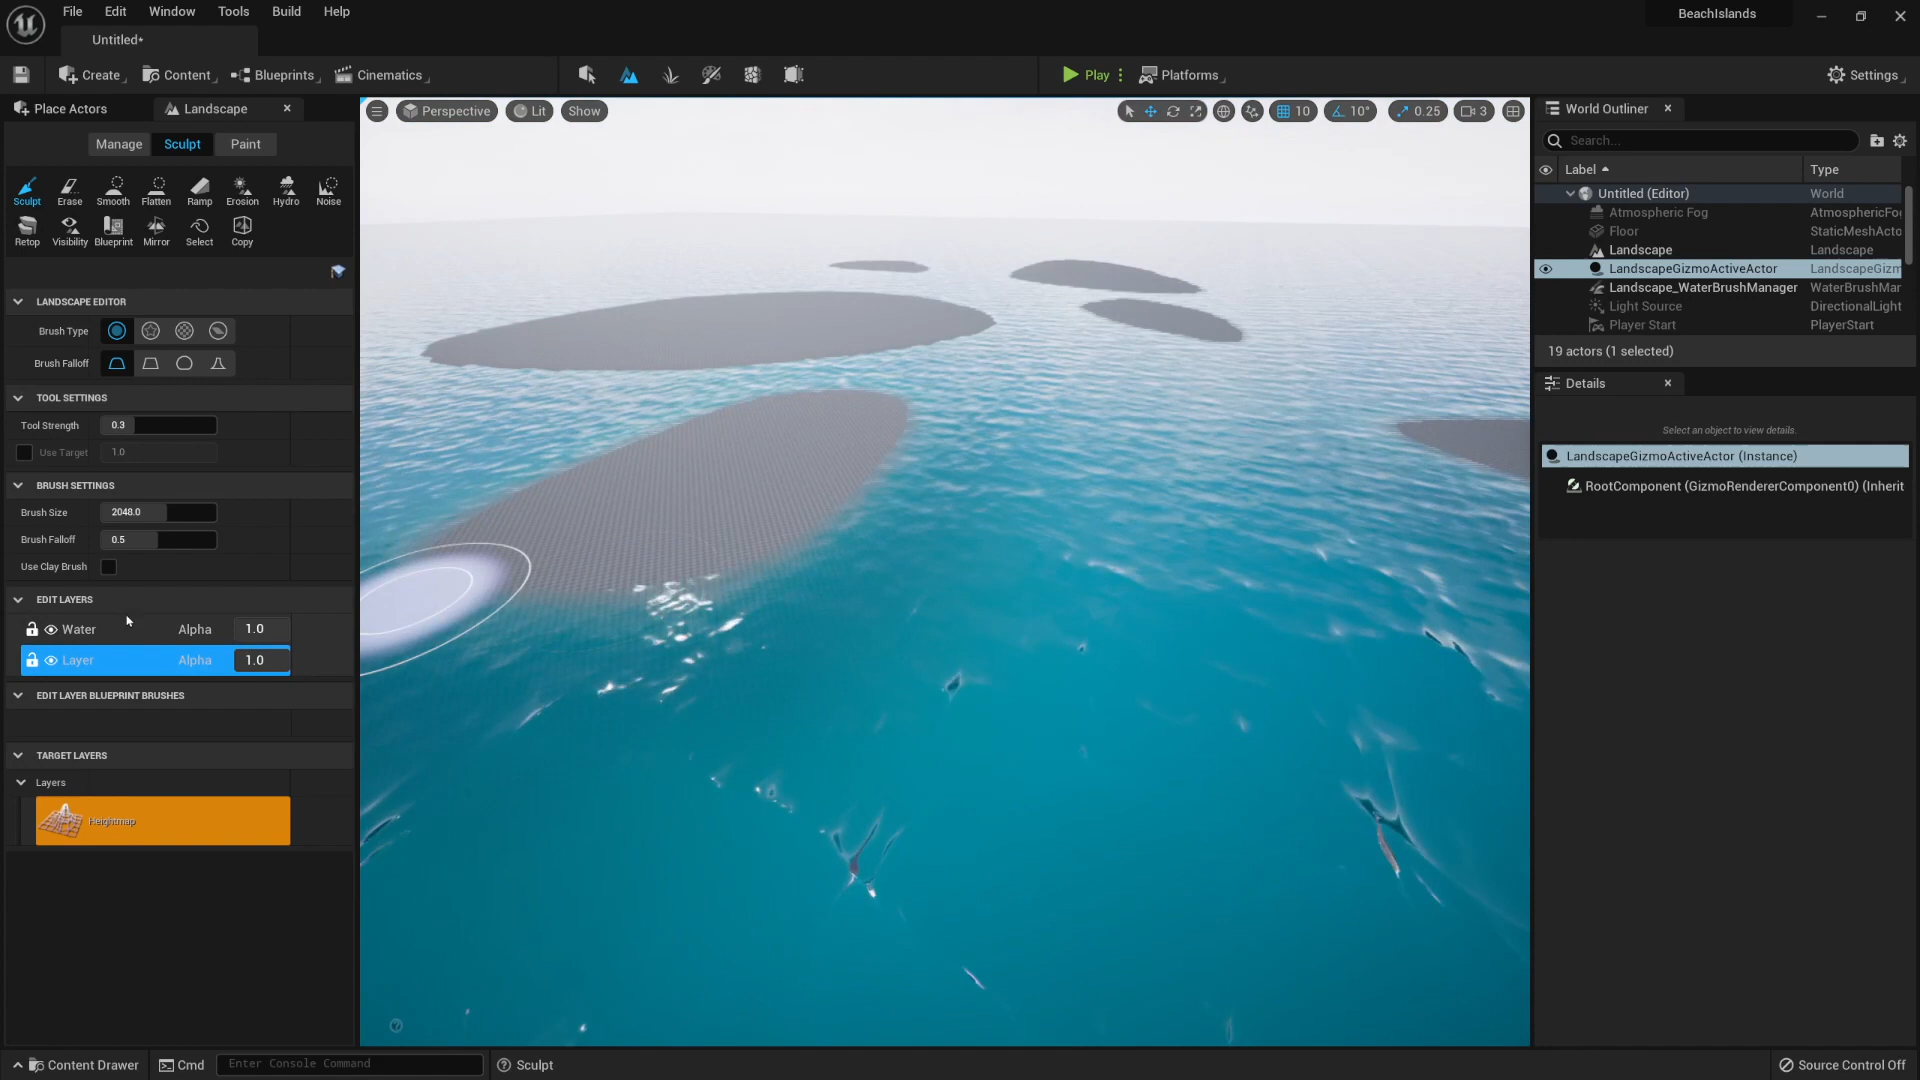 File Edit Window Tools Build Help
BeachIslands
Untitled*
Create Content Blueprints Cinematics Play Platforms Settings
Place Actors Landscape
Manage Sculpt Paint
Sculpt Erase Smooth Flatten Ramp Erosion Hydro Noise
Retop Visibility Blueprint Mirror Select Copy
LANDSCAPE EDITOR
Brush Type
Brush Falloff
TOOL SETTINGS
Tool Strength 0.3
Use Target 1.0
BRUSH SETTINGS
Brush Size 2048.0
Brush Falloff 0.5
Use Clay Brush
EDIT LAYERS
Water Alpha 1.0
Layer Alpha 1.0
EDIT LAYER BLUEPRINT BRUSHES
TARGET LAYERS
Layers
Heightmap
Perspective Lit Show 10 10° 0.25 3
World Outliner
Search...
Label Type
Untitled (Editor) World
Atmospheric Fog AtmosphericFo
Floor StaticMeshActo
Landscape Landscape
LandscapeGizmoActiveActor LandscapeGizm
Landscape_WaterBrushManager WaterBrushMar
Light Source DirectionalLight
Player Start PlayerStart
19 actors (1 selected)
Details
Select an object to view details.
LandscapeGizmoActiveActor (Instance)
RootComponent (GizmoRendererComponent0) (Inherit
Content Drawer Cmd Enter Console Command Sculpt Source Control Off